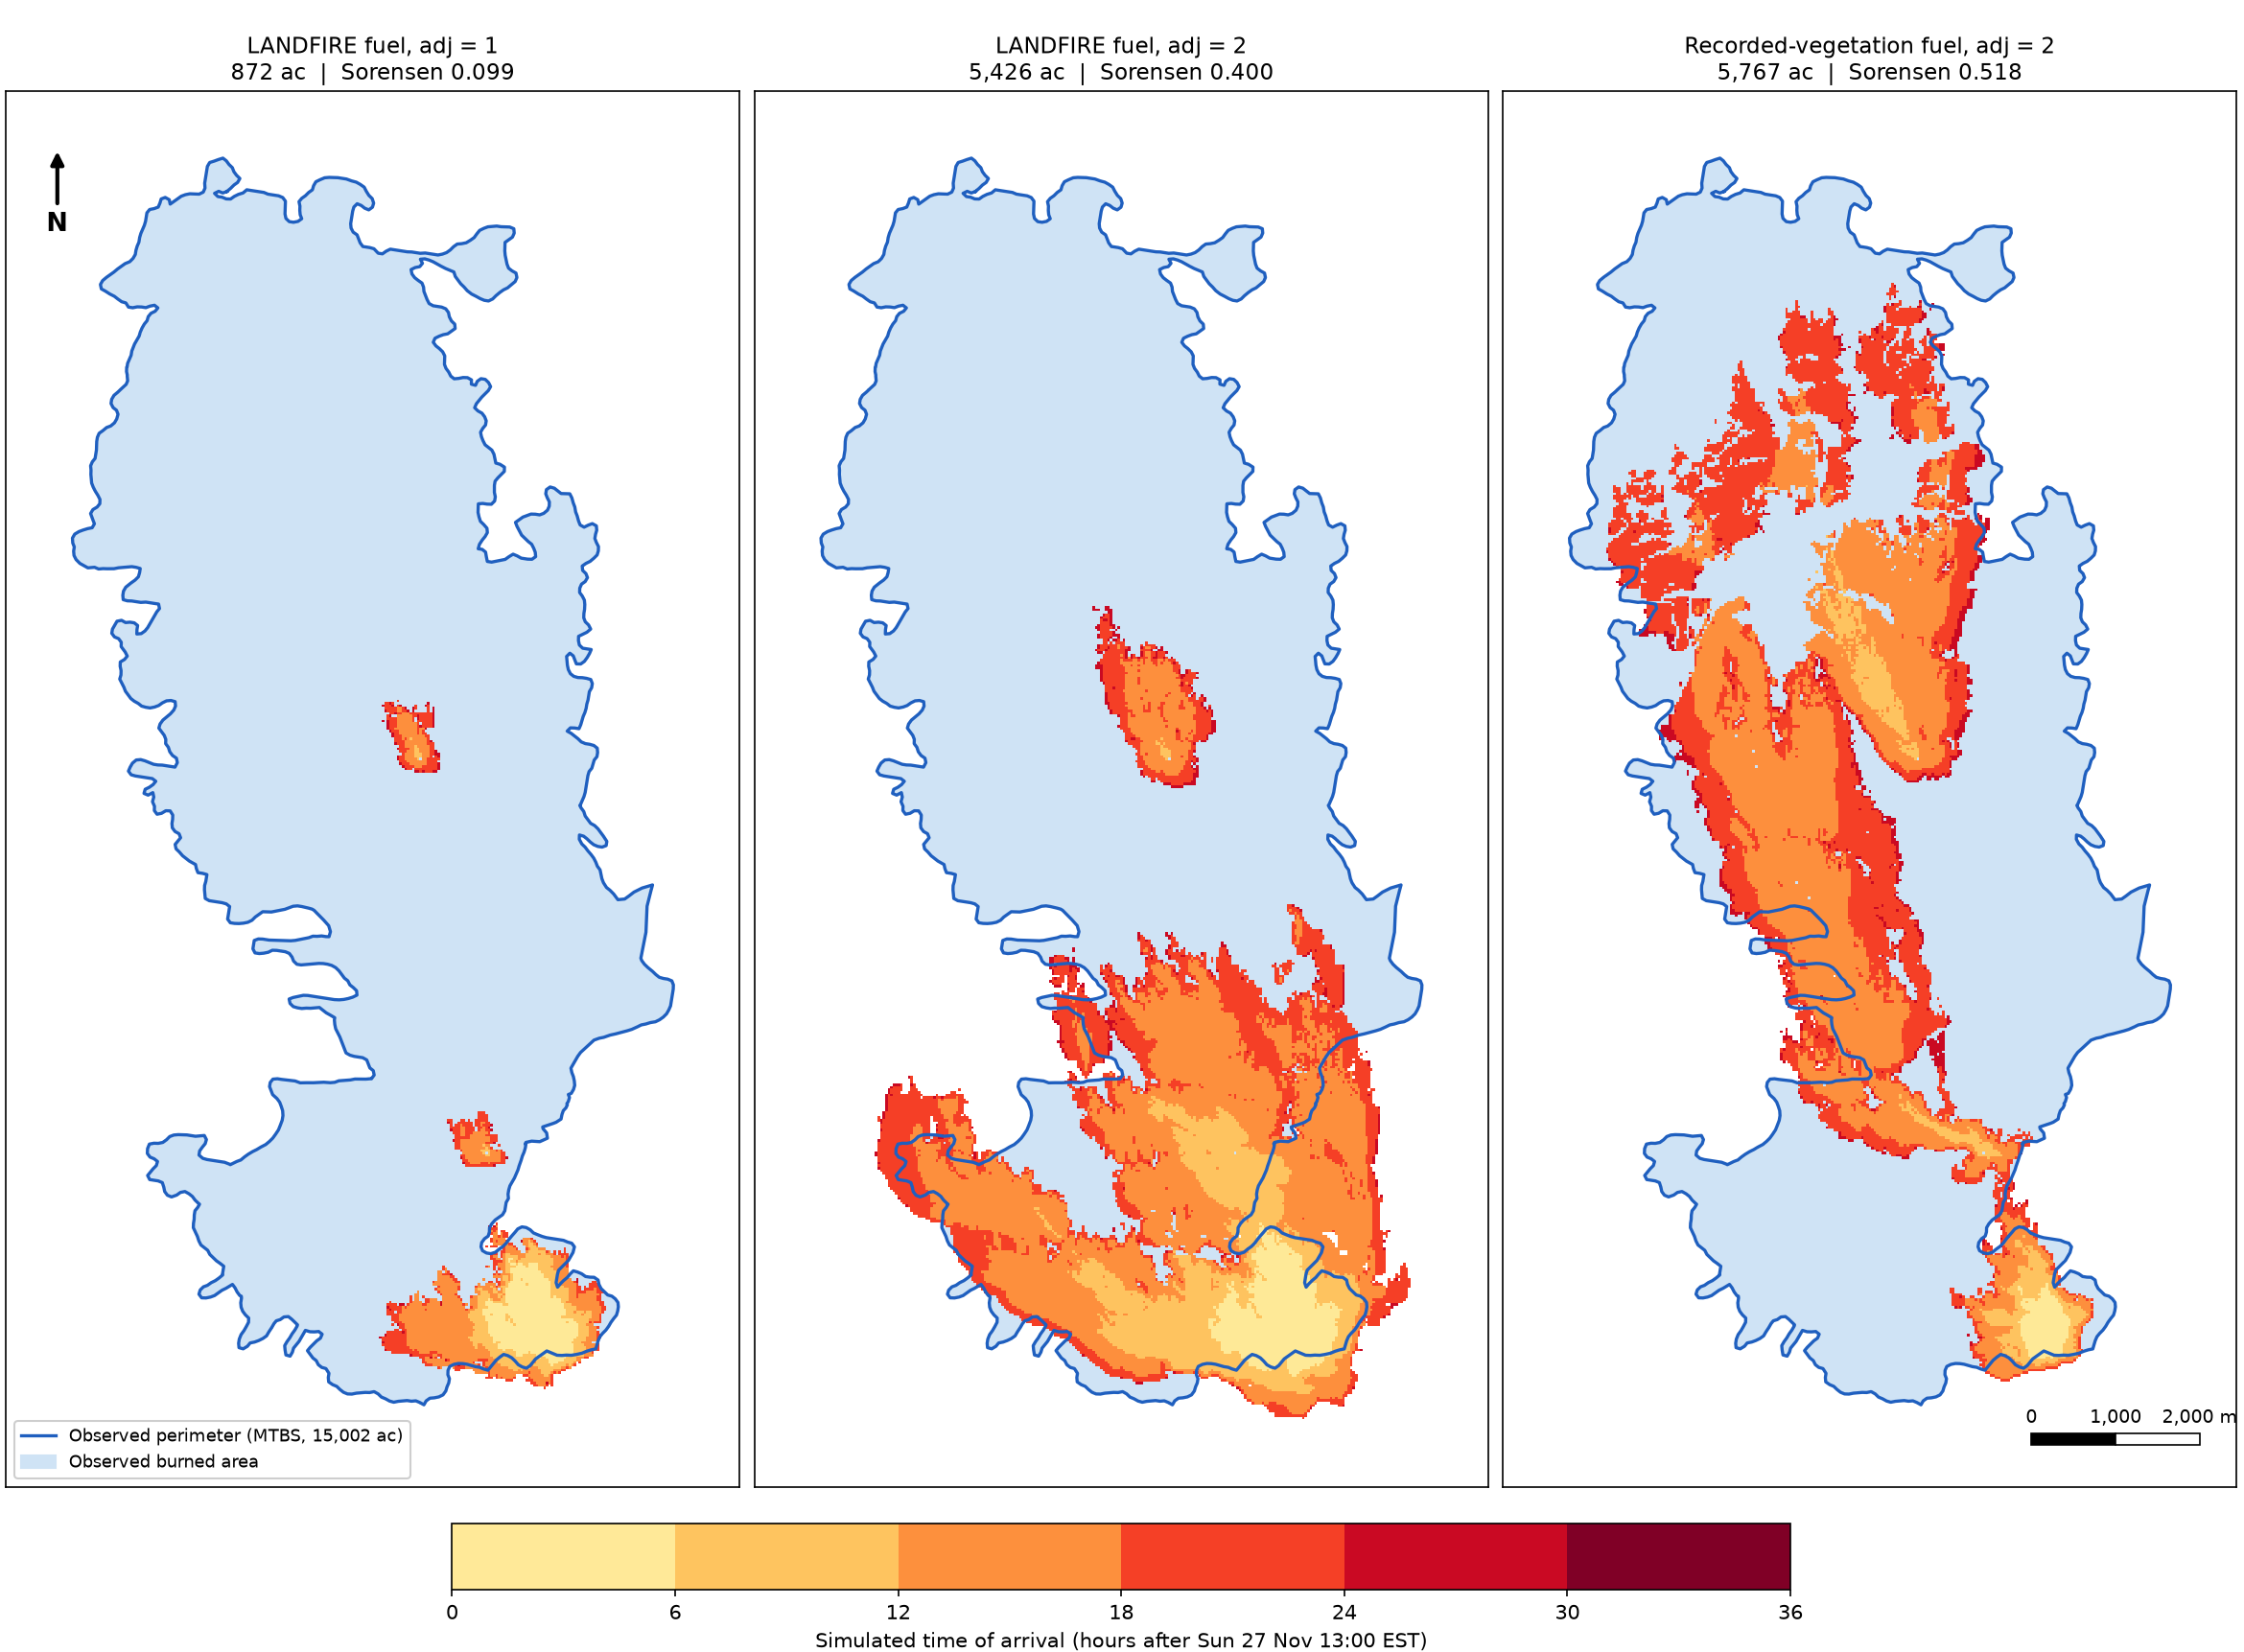 LANDFIRE fuel, adj = 1
872 ac | Sorensen 0.099
LANDFIRE fuel, adj = 2
5,426 ac | Sorensen 0.400
Recorded-vegetation fuel, adj = 2
5,767 ac | Sorensen 0.518
N
Observed perimeter (MTBS, 15,002 ac)
Observed burned area
0 1,000 2,000 m
0 6 12 18 24 30 36
Simulated time of arrival (hours after Sun 27 Nov 13:00 EST)